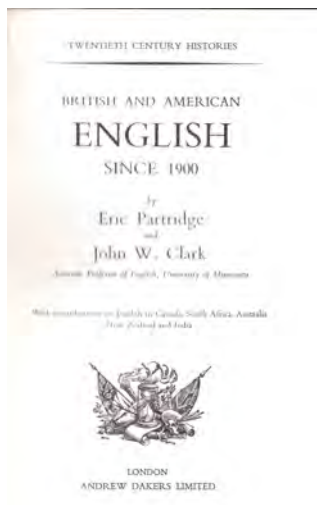 TWENTIETH CENTURY HISTORIES
BRITISH AND AMERICAN
ENGLISH
SINCE 1900
by
Eric Partridge
and
John W. Clark
Associate Professor of English, University of Minnesota
With contributions on English in Canada, South Africa, Australia
New Zealand and India
LONDON
ANDREW DAKERS LIMITED